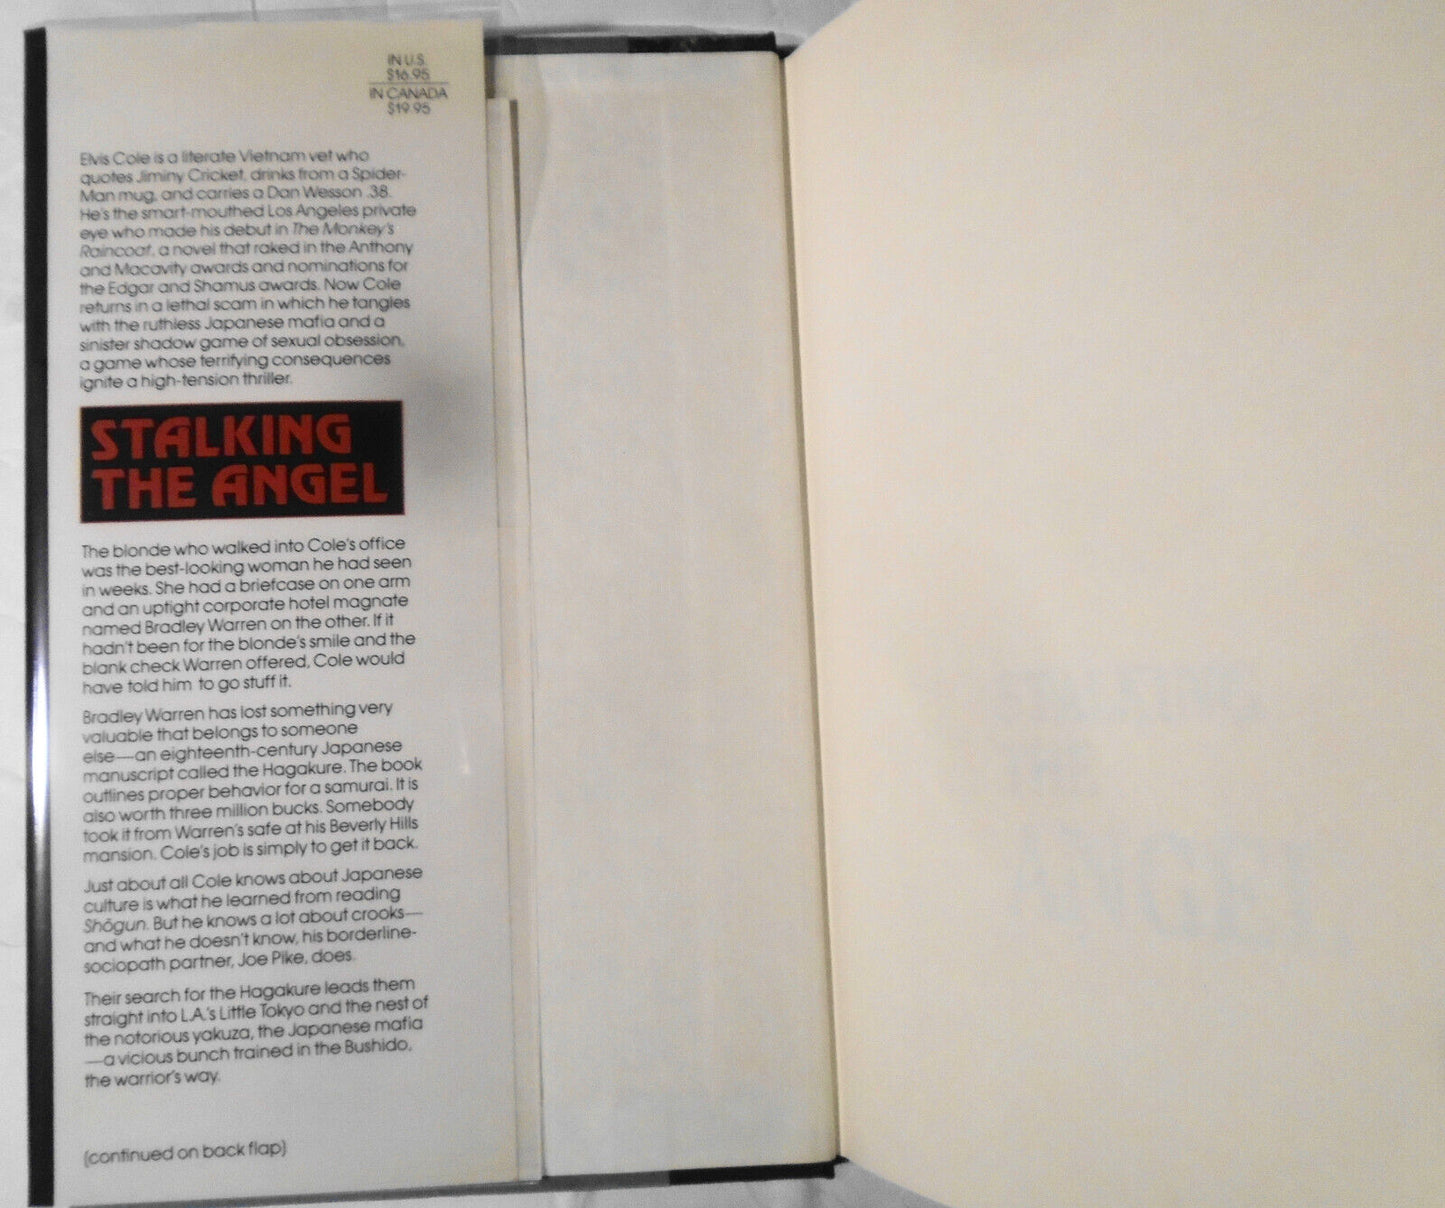 IN U.S.
$16.95
IN CANADA
$19.95
Elvis Cole is a literate Vietnam vet who
quotes Jiminy Cricket, drinks from a Spider-
Man mug, and carries a Dan Wesson .38.
He's the smart-mouthed Los Angeles private
eye who made his debut in The Monkey's
Raincoat, a novel that raked in the Anthony
and Macavity awards and nominations for
the Edgar and Shamus awards. Now Cole
returns in a lethal scam in which he tangles
with the ruthless Japanese mafia and a
sinister shadow game of sexual obsession,
a game whose terrifying consequences
ignite a high-tension thriller.
STALKING
THE ANGEL
The blonde who walked into Cole's office
was the best-looking woman he had seen
in weeks. She had a briefcase on one arm
and an uptight corporate hotel magnate
named Bradley Warren on the other. If it
hadn't been for the blonde's smile and the
blank check Warren offered, Cole would
have told him to go stuff it.
Bradley Warren has lost something very
valuable that belongs to someone
else—an eighteenth-century Japanese
manuscript called the Hagakure. The book
outlines proper behavior for a samurai. It is
also worth three million bucks. Somebody
took it from Warren's safe at his Beverly Hills
mansion. Cole's job is simply to get it back.
Just about all Cole knows about Japanese
culture is what he learned from reading
Shōgun. But he knows a lot about crooks—
and what he doesn't know, his borderline-
sociopath partner, Joe Pike, does.
Their search for the Hagakure leads them
straight into L.A.'s Little Tokyo and the nest of
the notorious yakuza, the Japanese mafia
—a vicious bunch trained in the Bushido,
the warrior's way.
(continued on back flap)